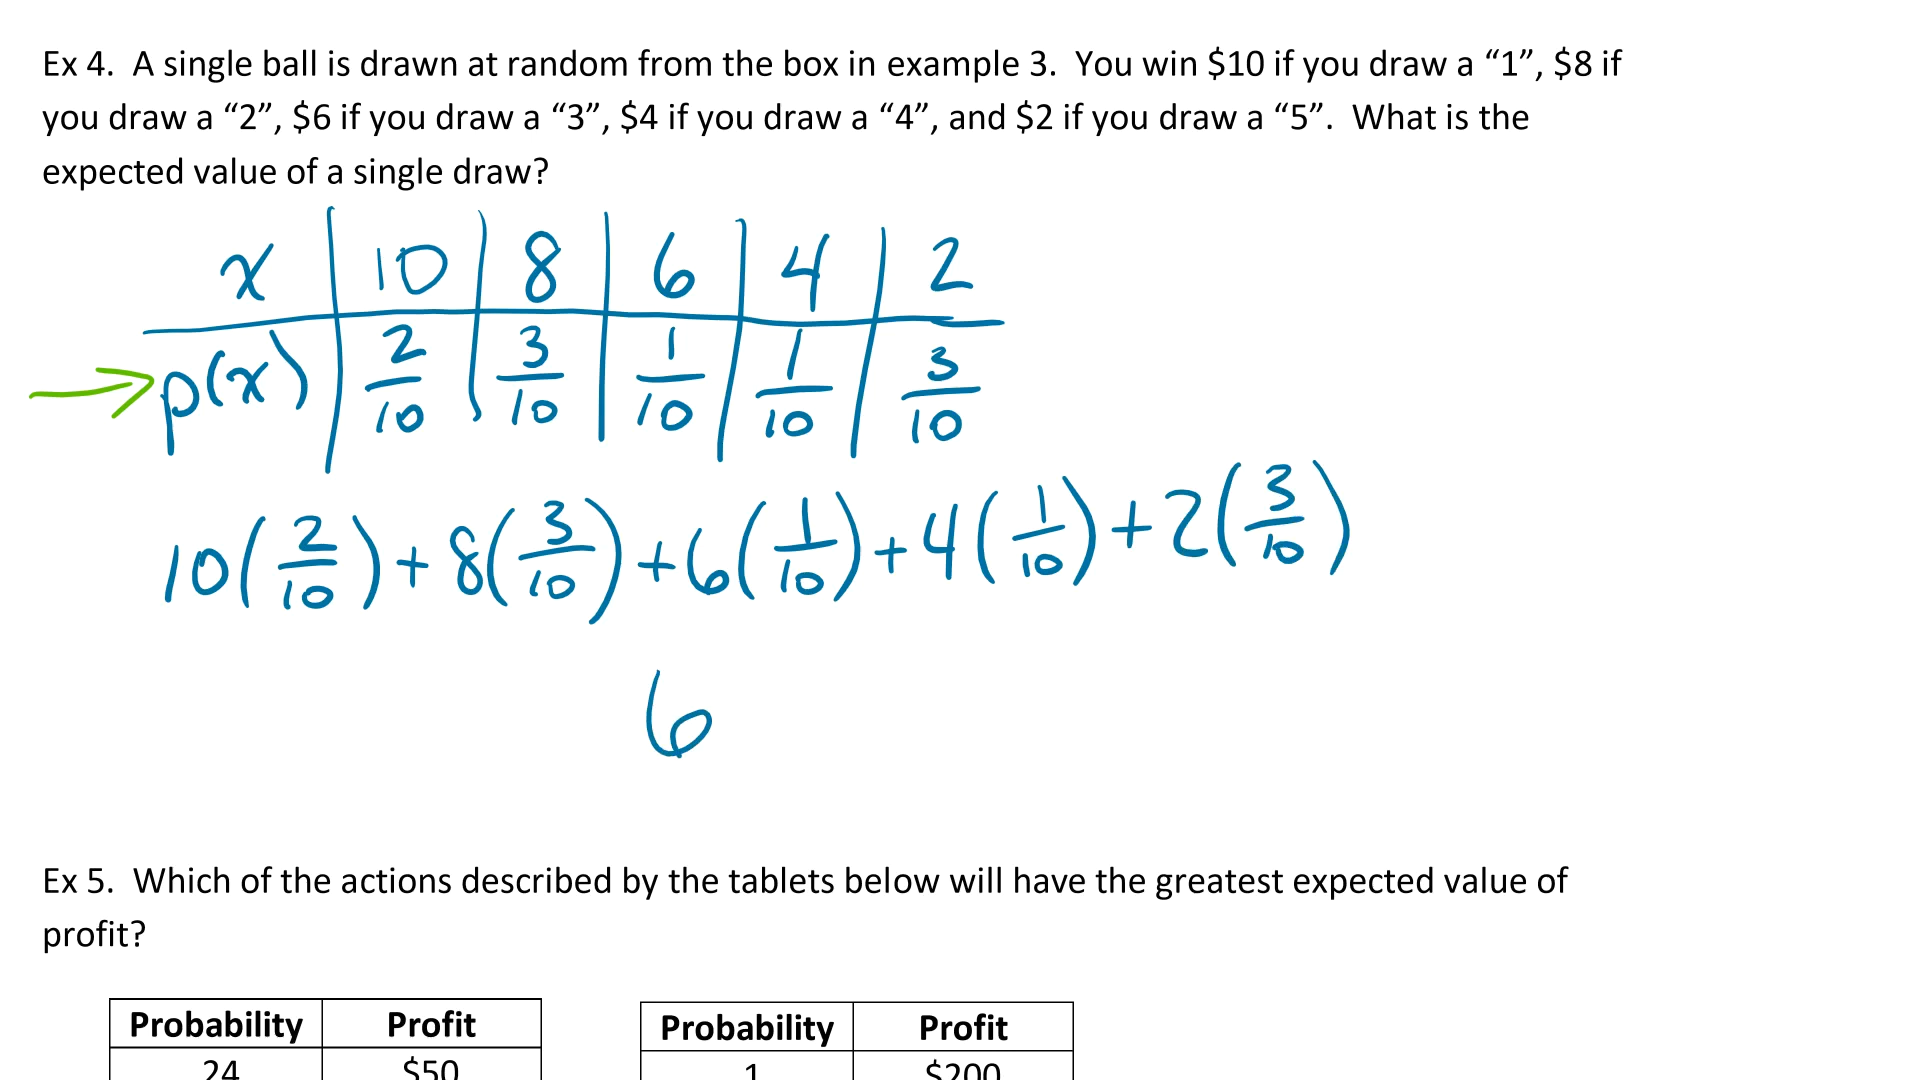 Ex 4. A single ball is drawn at random from the box in example 3. You win $10 if you draw a “1”, $8 if
you draw a “2”, $6 if you draw a “3”, $4 if you draw a “4”, and $2 if you draw a “5”. What is the
expected value of a single draw?
x | 10 | 8 | 6 | 4 | 2
p(x) | 2/10 | 3/10 | 1/10 | 1/10 | 3/10
10(2/10) + 8(3/10) + 6(1/10) + 4(1/10) + 2(3/10)
6
Ex 5. Which of the actions described by the tablets below will have the greatest expected value of
profit?
Probability Profit Probability Profit
24 $50 1 $200